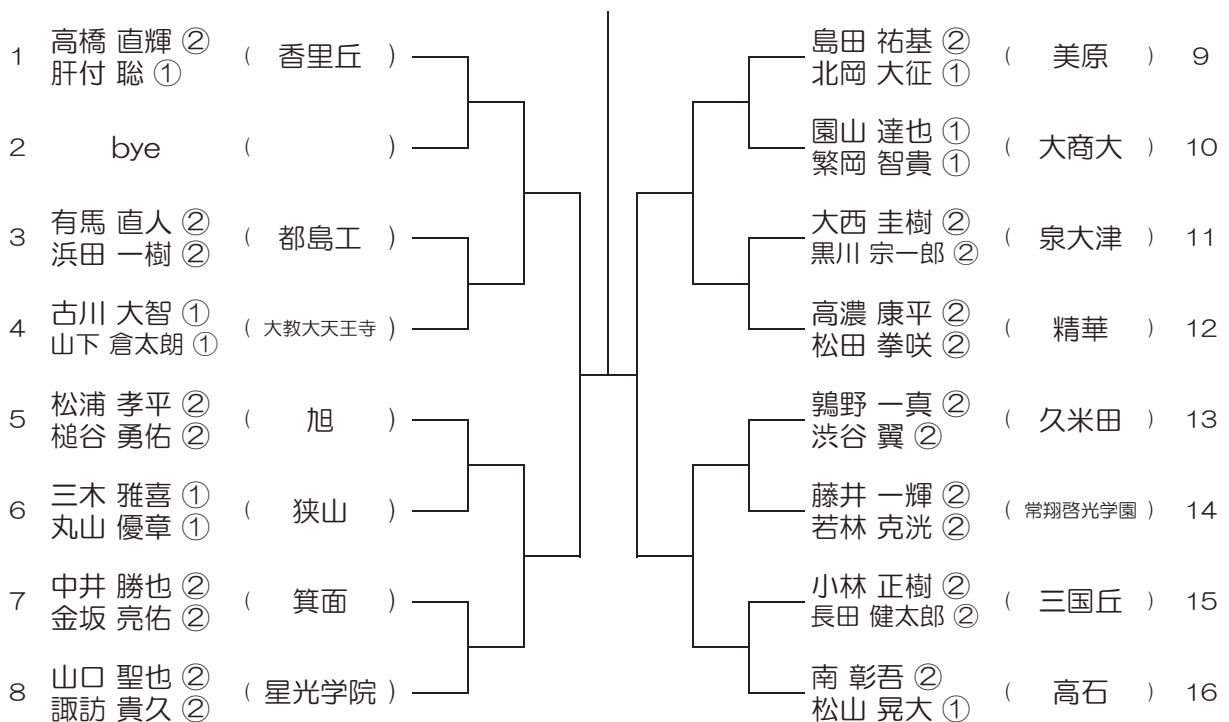 1 高橋 直輝 ② ( 香里丘 )
肝付 聡 ①
2 bye ( )
3 有馬 直人 ② ( 都島工 )
浜田 一樹 ②
4 古川 大智 ① ( 大教大天王寺 )
山下 倉太朗 ①
5 松浦 孝平 ② ( 旭 )
槌谷 勇佑 ②
6 三木 雅喜 ① ( 狭山 )
丸山 優章 ①
7 中井 勝也 ② ( 箕面 )
金坂 亮佑 ②
8 山口 聖也 ② ( 星光学院 )
諏訪 貴久 ②
島田 祐基 ② ( 美原 ) 9
北岡 大征 ①
園山 達也 ① ( 大商大 ) 10
繁岡 智貴 ①
大西 圭樹 ② ( 泉大津 ) 11
黒川 宗一郎 ②
高濃 康平 ② ( 精華 ) 12
松田 拳咲 ②
鶉野 一真 ② ( 久米田 ) 13
渋谷 翼 ②
藤井 一輝 ② ( 常翔啓光学園 ) 14
若林 克洸 ②
小林 正樹 ② ( 三国丘 ) 15
長田 健太郎 ②
南 彰吾 ② ( 高石 ) 16
松山 晃大 ①